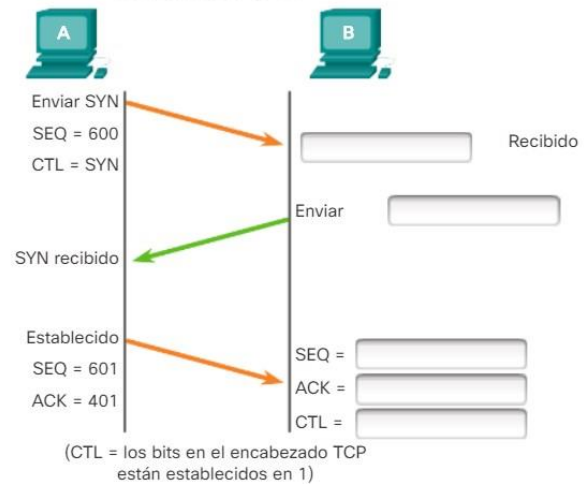 A
B
Enviar SYN
SEQ = 600
CTL = SYN
Recibido
Enviar
SYN recibido
Establecido
SEQ = 601
ACK = 401
SEQ =
ACK =
CTL =
(CTL = los bits en el encabezado TCP
están establecidos en 1)